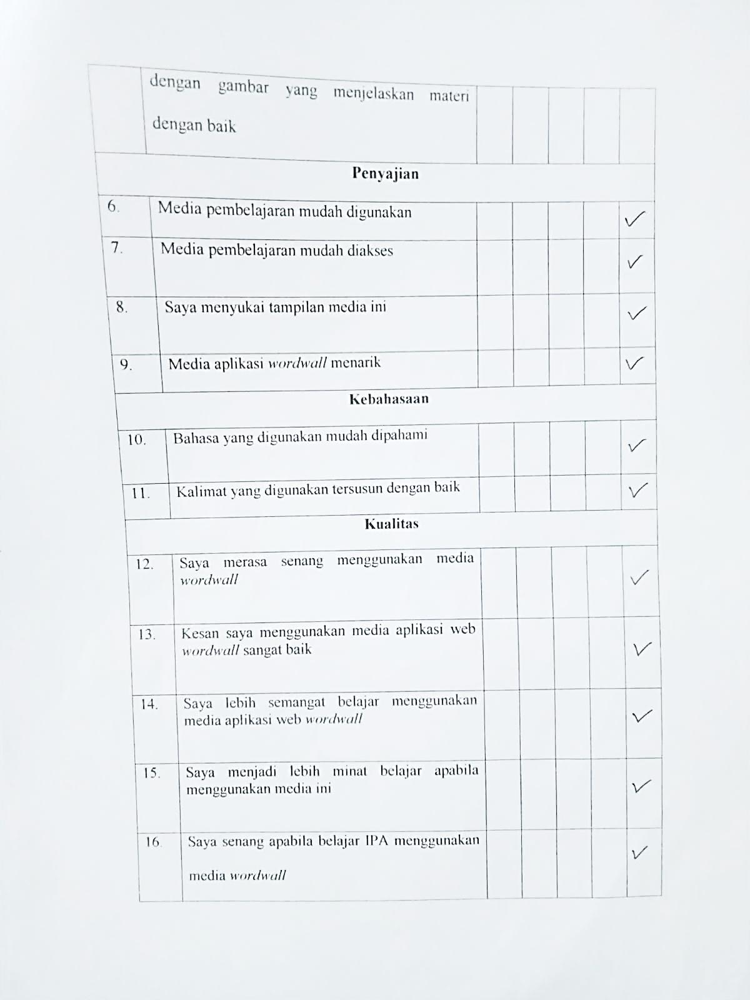 dengan gambar yang menjelaskan materi
dengan baik
Penyajian
6. Media pembelajaran mudah digunakan ✓
7. Media pembelajaran mudah diakses ✓
8. Saya menyukai tampilan media ini ✓
9. Media aplikasi wordwall menarik ✓
Kebahasaan
10. Bahasa yang digunakan mudah dipahami ✓
11. Kalimat yang digunakan tersusun dengan baik ✓
Kualitas
12. Saya merasa senang menggunakan media
wordwall ✓
13. Kesan saya menggunakan media aplikasi web
wordwall sangat baik ✓
14. Saya lebih semangat belajar menggunakan
media aplikasi web wordwall ✓
15. Saya menjadi lebih minat belajar apabila
menggunakan media ini ✓
16. Saya senang apabila belajar IPA menggunakan
media wordwall ✓